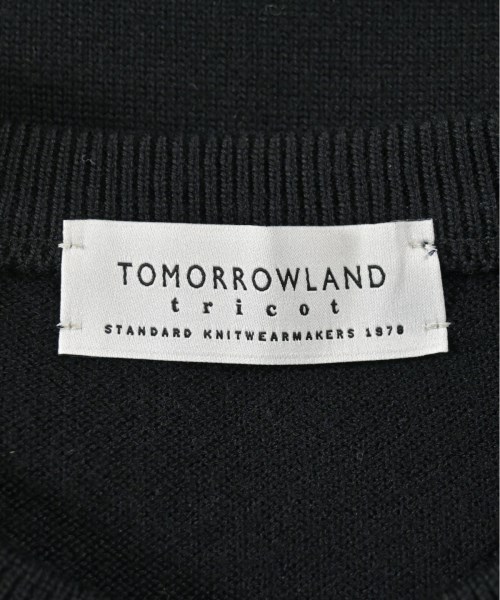 TOMORROWLAND
tricot
STANDARD KNITWEARMAKERS 1978